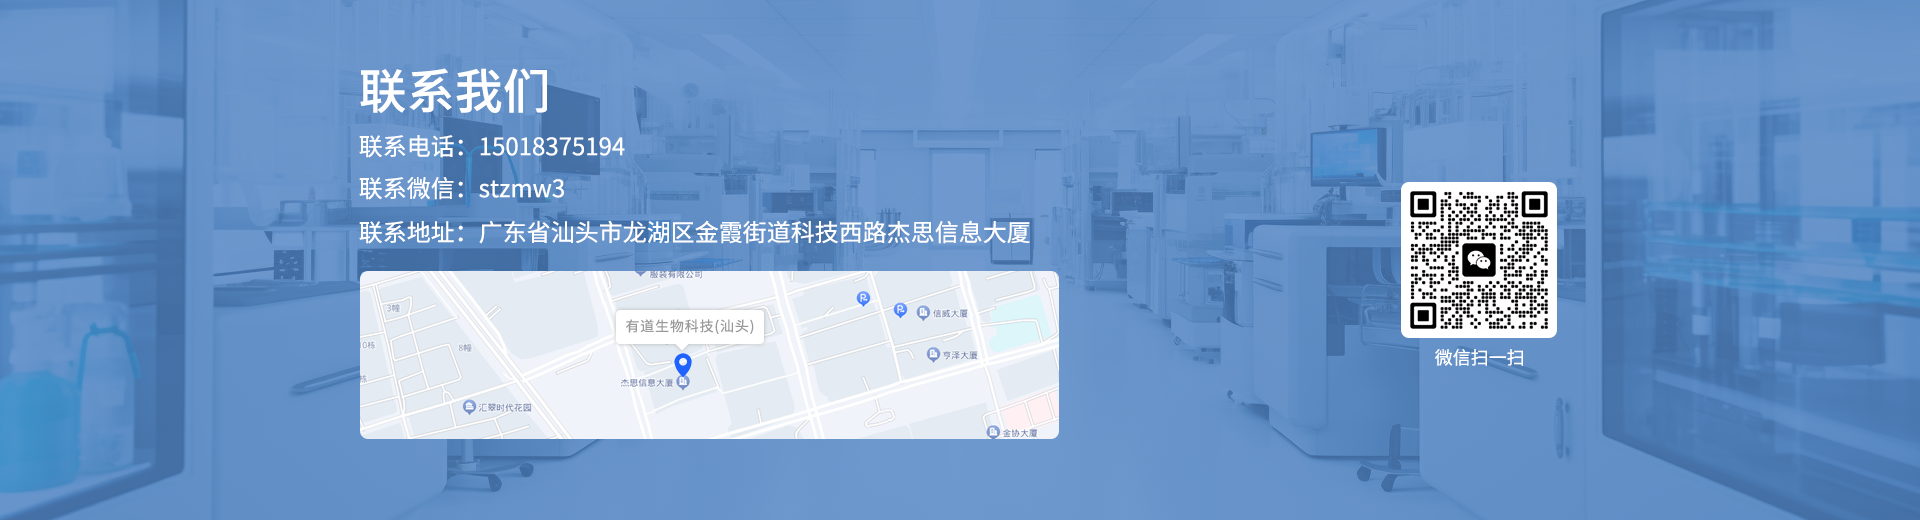 联系我们
联系电话：15018375194
联系微信：stzmw3
联系地址：广东省汕头市龙湖区金霞街道科技西路杰思信息大厦
服装有限公司
3幢
信威大厦
有道生物科技(汕头)
0栋
8幢
亨泽大厦
栋
杰思信息大厦
汇翠时代花园
金协大厦
微信扫一扫